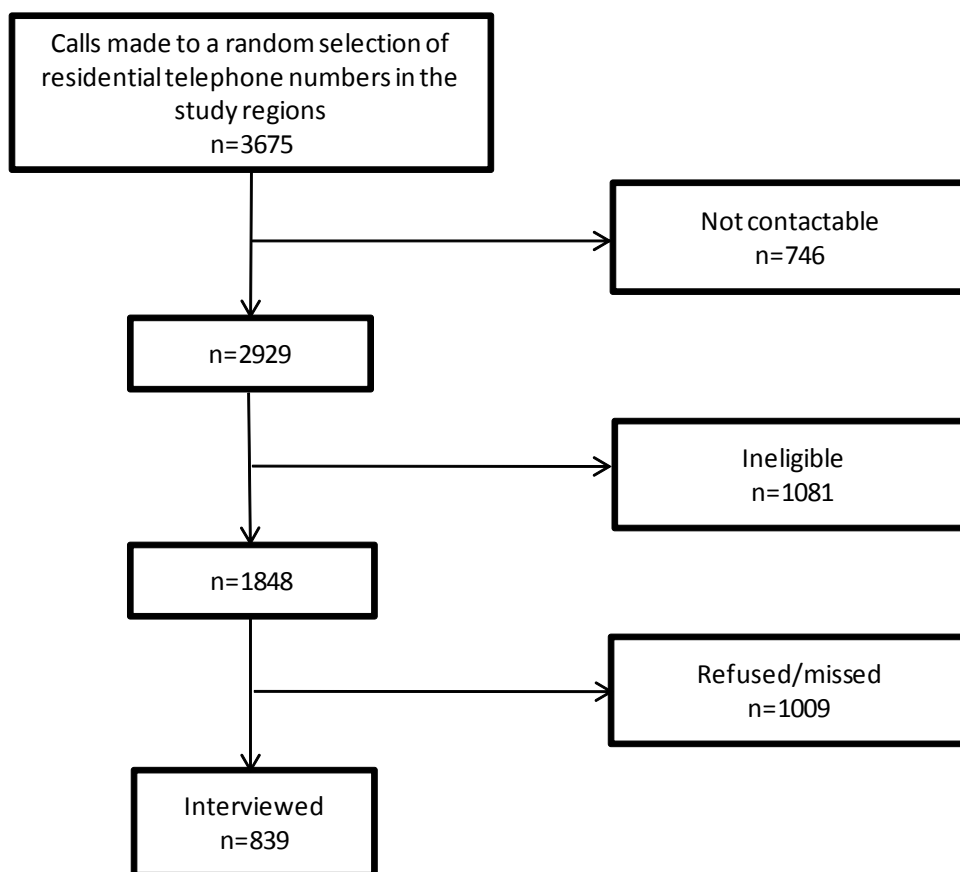 Calls made to a random selection of
residential telephone numbers in the
study regions
n=3675
Not contactable
n=746
n=2929
Ineligible
n=1081
n=1848
Refused/missed
n=1009
Interviewed
n=839